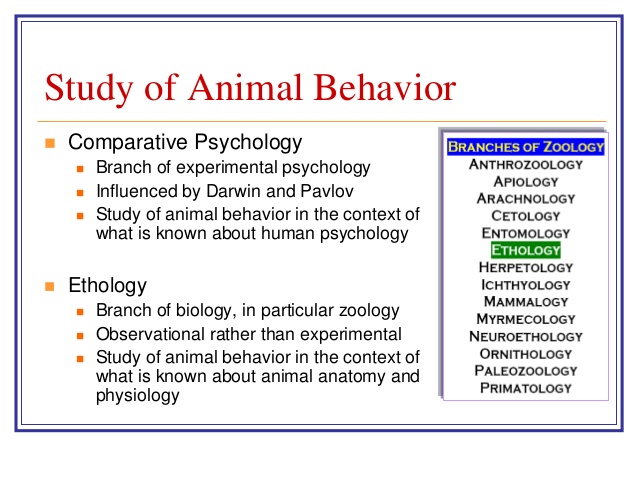 Study of Animal Behavior
Comparative Psychology
Branch of experimental psychology
Influenced by Darwin and Pavlov
Study of animal behavior in the context of
what is known about human psychology
Ethology
Branch of biology, in particular zoology
Observational rather than experimental
Study of animal behavior in the context of
what is known about animal anatomy and
physiology
BRANCHES OF ZOOLOGY
ANTHROZOOLOGY
APIOLOGY
ARACHNOLOGY
CETOLOGY
ENTOMOLOGY
ETHOLOGY
HERPETOLOGY
ICHTHYOLOGY
MAMMALOGY
MYRMECOLOGY
NEUROETHOLOGY
ORNITHOLOGY
PALEOZOOLOGY
PRIMATOLOGY